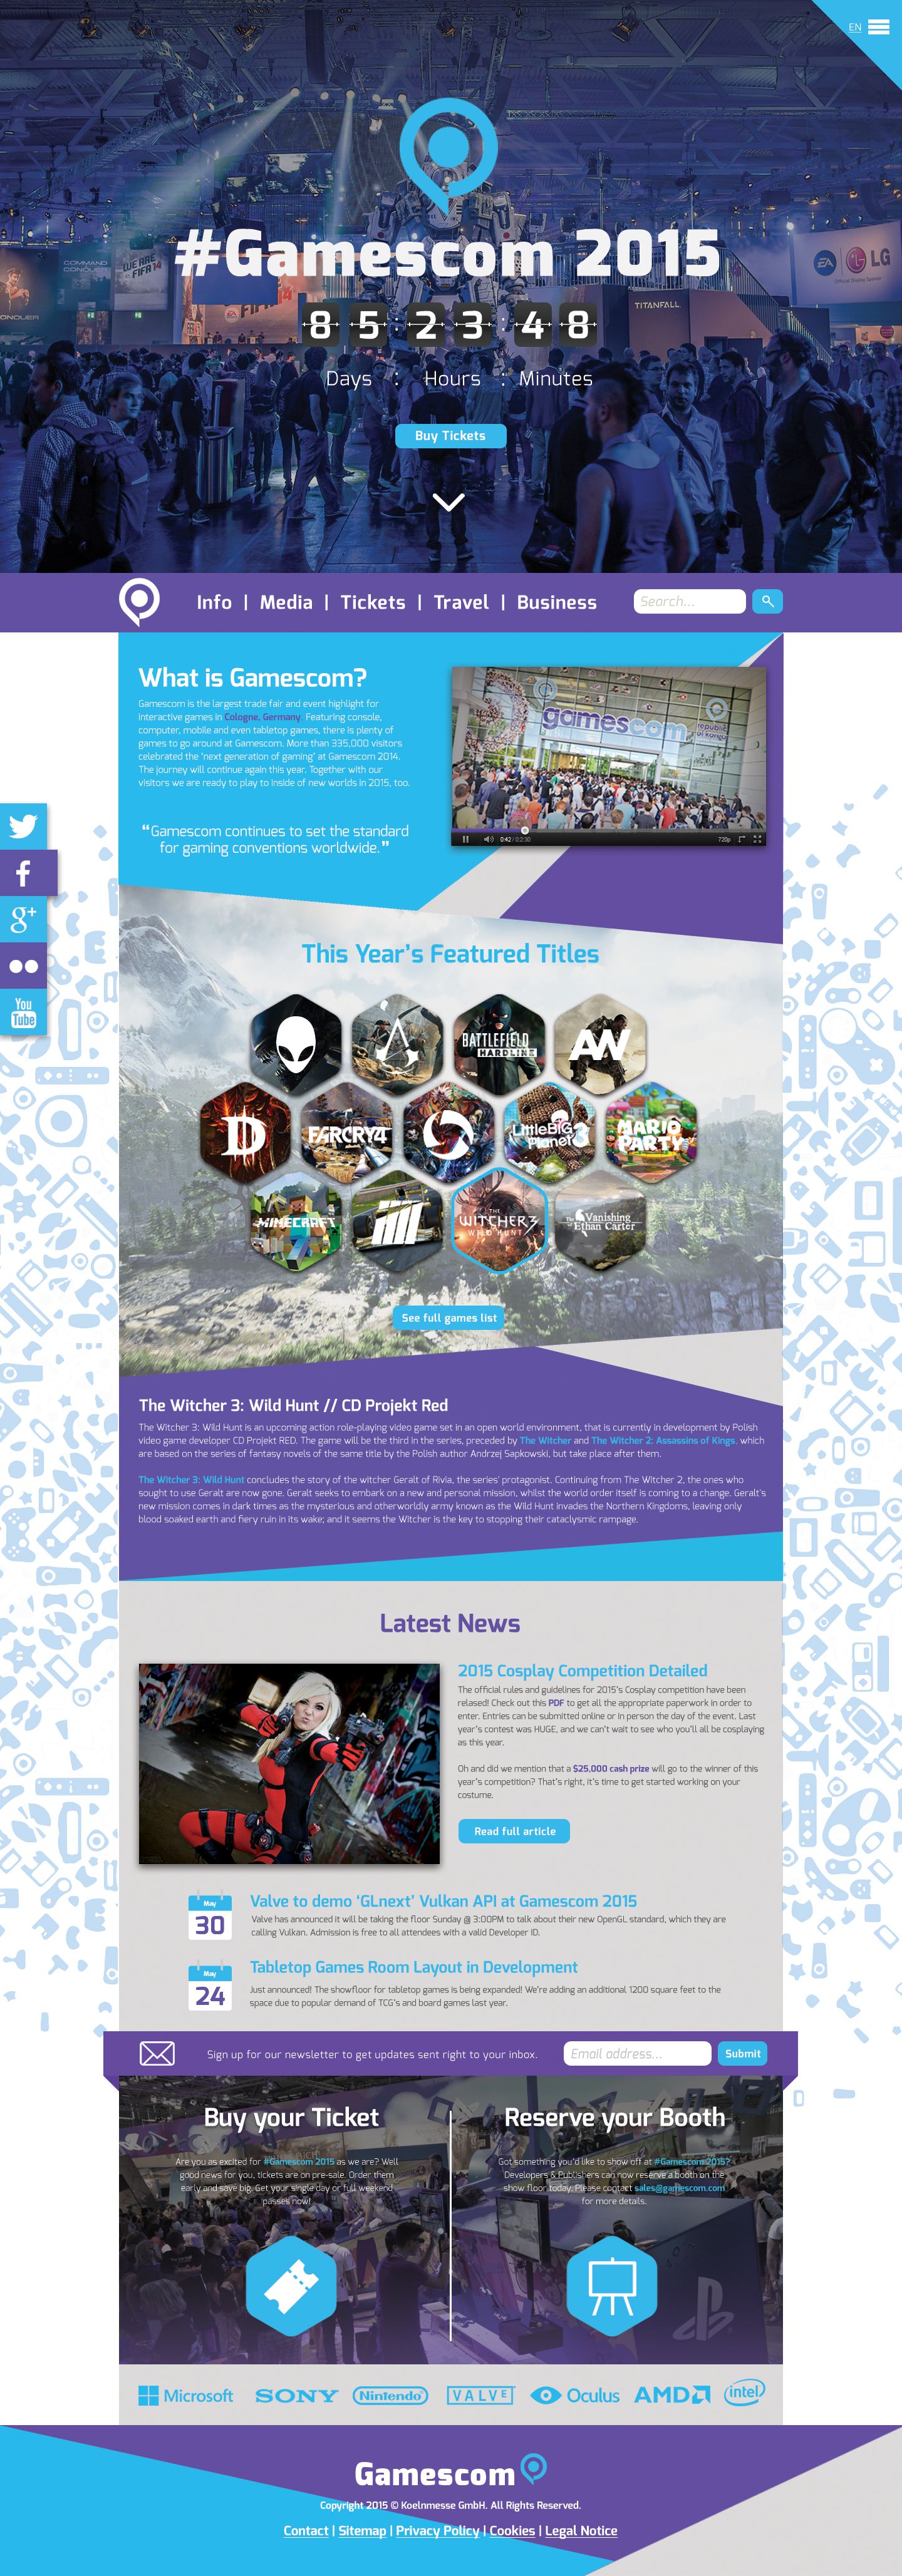 EN
#Gamescom 2015
COMMAND
CONQUER
WE ARE
FIFA 14
EA
LG
TITANFALL
8 5 : 2 3 : 4 8
Days : Hours : Minutes
Buy Tickets
Info | Media | Tickets | Travel | Business
Search...
What is Gamescom?
Gamescom is the largest trade fair and event highlight for
interactive games in Cologne, Germany. Featuring console,
computer, mobile and even tabletop games, there is plenty of
games to go around at Gamescom. More than 335,000 visitors
celebrated the 'next generation of gaming' at Gamescom 2014.
The journey will continue again this year. Together with our
visitors we are ready to play to inside of new worlds in 2015, too.
“Gamescom continues to set the standard
for gaming conventions worldwide.”
gamescom
0:42 / 0:2:30
720p
f
g+
You
Tube
This Year's Featured Titles
BATTLEFIELD
HARDLINE
AW
D
FARCRY4
LittleBIG
Planet 3
MARIO
PARTY
MINECRAFT
THE
WITCHER 3
WILD HUNT
The Vanishing
of Ethan Carter
See full games list
The Witcher 3: Wild Hunt // CD Projekt Red
The Witcher 3: Wild Hunt is an upcoming action role-playing video game set in an open world environment, that is currently in development by Polish
video game developer CD Projekt RED. The game will be the third in the series, preceded by The Witcher and The Witcher 2: Assassins of Kings, which
are based on the series of fantasy novels of the same title by the Polish author Andrzej Sapkowski, but take place after them.
The Witcher 3: Wild Hunt concludes the story of the witcher Geralt of Rivia, the series' protagonist. Continuing from The Witcher 2, the ones who
sought to use Geralt are now gone. Geralt seeks to embark on a new and personal mission, whilst the world order itself is coming to a change. Geralt's
new mission comes in dark times as the mysterious and otherworldly army known as the Wild Hunt invades the Northern Kingdoms, leaving only
blood soaked earth and fiery ruin in its wake; and it seems the Witcher is the key to stopping their cataclysmic rampage.
Latest News
2015 Cosplay Competition Detailed
The official rules and guidelines for 2015's Cosplay competition have been
relased! Check out this PDF to get all the appropriate paperwork in order to
enter. Entries can be submitted online or in person the day of the event. Last
year's contest was HUGE, and we can't wait to see who you'll all be cosplaying
as this year.
Oh and did we mention that a $25,000 cash prize will go to the winner of this
year's competition? That's right, it's time to get started working on your
costume.
Read full article
May
30
Valve to demo ‘GLnext’ Vulkan API at Gamescom 2015
Valve has announced it will be taking the floor Sunday @ 3:00PM to talk about their new OpenGL standard, which they are
calling Vulkan. Admission is free to all attendees with a valid Developer ID.
May
24
Tabletop Games Room Layout in Development
Just announced! The showfloor for tabletop games is being expanded! We're adding an additional 1200 square feet to the
space due to popular demand of TCG's and board games last year.
Sign up for our newsletter to get updates sent right to your inbox.
Email address...
Submit
Buy your Ticket
Are you as excited for #Gamescom 2015 as we are? Well
good news for you, tickets are on pre-sale. Order them
early and save big. Get your single day or full weekend
passes now!
Reserve your Booth
Got something you'd like to show off at #Gamescom 2015?
Developers & Publishers can now reserve a booth on the
show floor today. Please contact sales@gamescom.com
for more details.
Microsoft
SONY
Nintendo
VALVE
Oculus
AMD
intel
Gamescom
Copyright 2015 © Koelnmesse GmbH. All Rights Reserved.
Contact | Sitemap | Privacy Policy | Cookies | Legal Notice